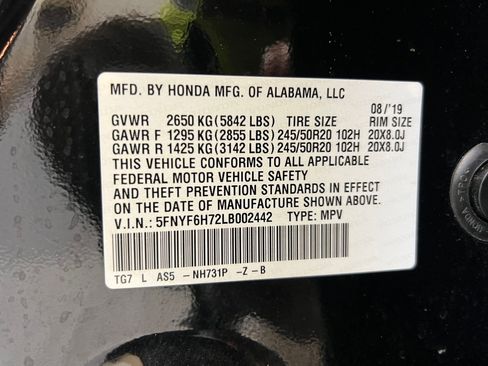 MFD. BY HONDA MFG. OF ALABAMA, LLC
08/'19
GVWR 2650 KG (5842 LBS) TIRE SIZE RIM SIZE
GAWR F 1295 KG (2855 LBS) 245/50R20 102H 20X8.0J
GAWR R 1425 KG (3142 LBS) 245/50R20 102H 20X8.0J
THIS VEHICLE CONFORMS TO ALL APPLICABLE
FEDERAL MOTOR VEHICLE SAFETY
AND THEFT PREVENTION STANDARDS IN EFFECT
ON THE DATE OF MANUFACTURE SHOWN ABOVE.
V.I.N.: 5FNYF6H72LB002442 TYPE: MPV
TG7 L AS5 -NH731P -Z-B